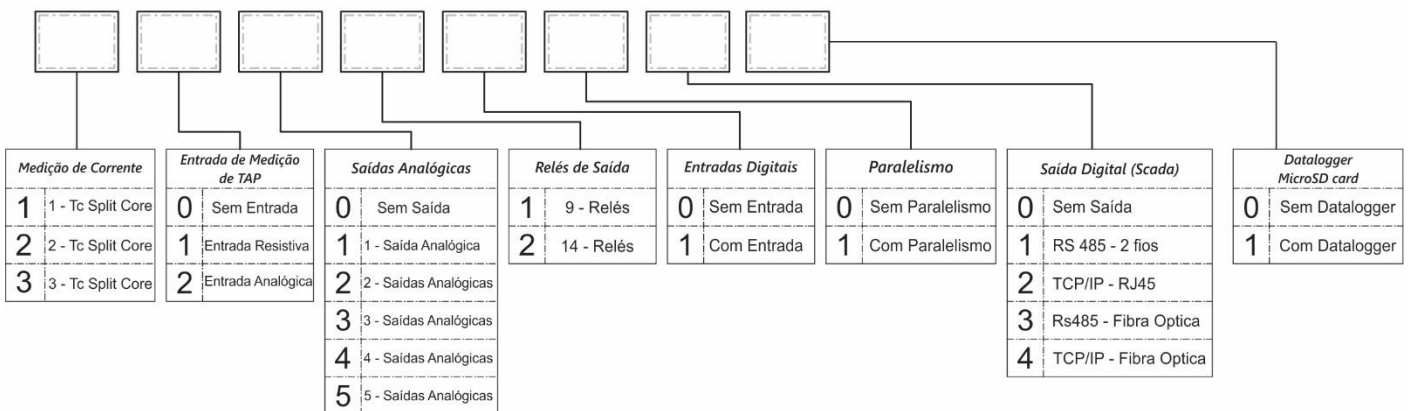 Medição de Corrente
1 1 - Tc Split Core
2 2 - Tc Split Core
3 3 - Tc Split Core
Entrada de Medição
de TAP
0 Sem Entrada
1 Entrada Resistiva
2 Entrada Analógica
Saídas Analógicas
0 Sem Saída
1 1 - Saída Analógica
2 2 - Saídas Analógicas
3 3 - Saídas Analógicas
4 4 - Saídas Analógicas
5 5 - Saídas Analógicas
Relés de Saída
1 9 - Relés
2 14 - Relés
Entradas Digitais
0 Sem Entrada
1 Com Entrada
Paralelismo
0 Sem Paralelismo
1 Com Paralelismo
Saída Digital (Scada)
0 Sem Saída
1 RS 485 - 2 fios
2 TCP/IP - RJ45
3 Rs485 - Fibra Optica
4 TCP/IP - Fibra Optica
Datalogger
MicroSD card
0 Sem Datalogger
1 Com Datalogger